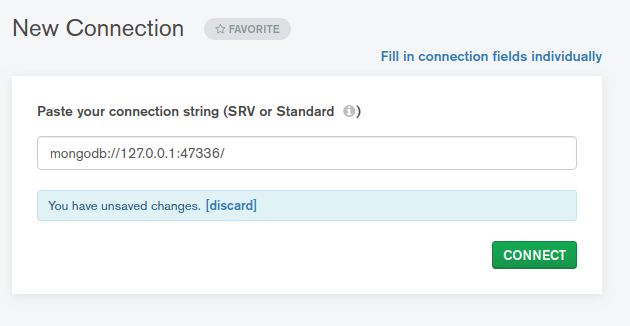 New Connection
FAVORITE
Fill in connection fields individually
Paste your connection string (SRV or Standard i)
mongodb://127.0.0.1:47336/
You have unsaved changes. [discard]
CONNECT